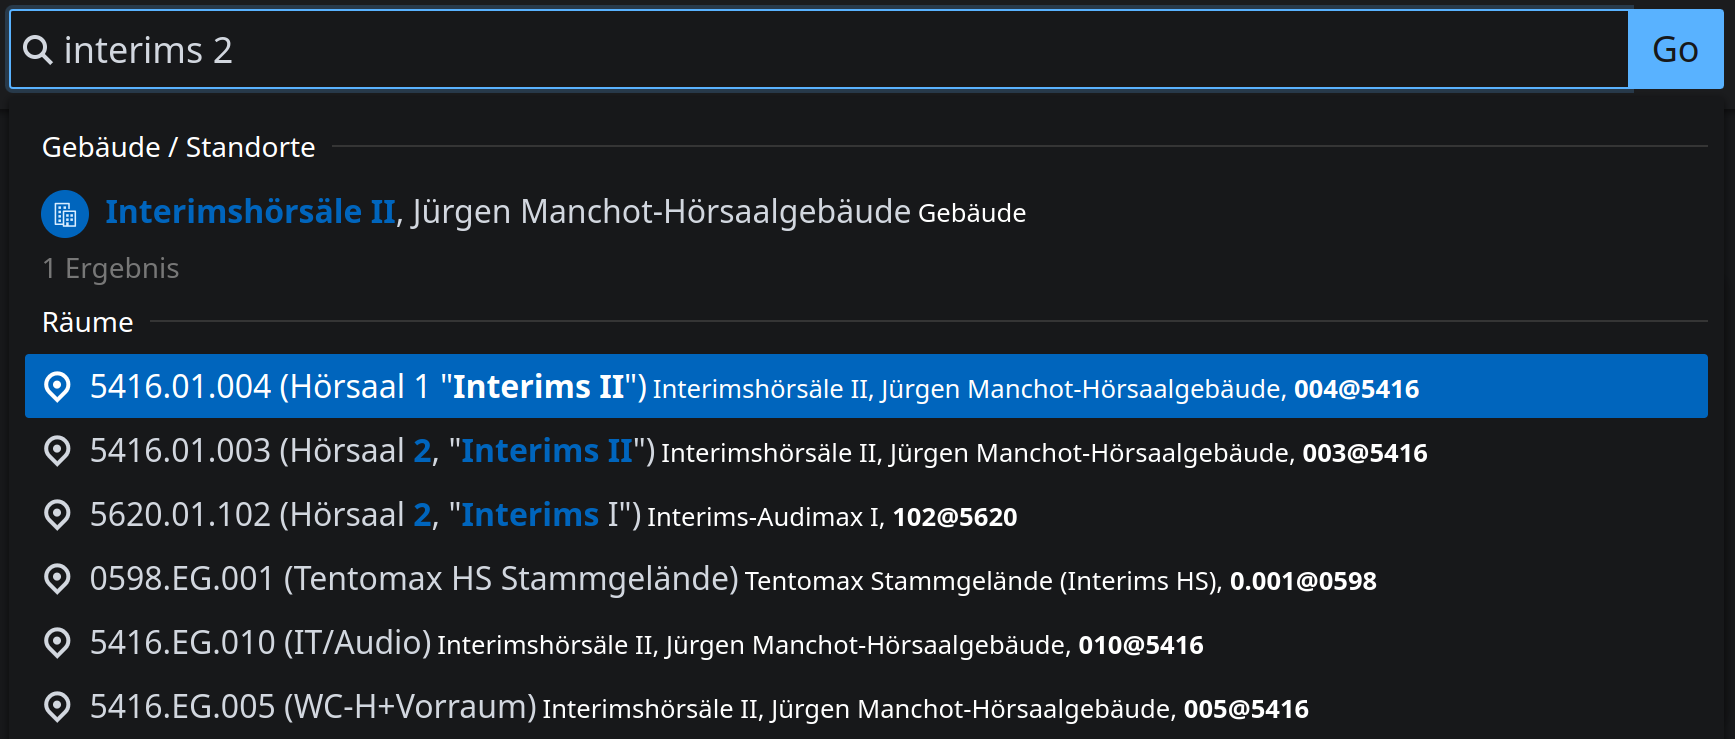 interims 2
Go
Gebäude / Standorte
Interimshörsäle II, Jürgen Manchot-Hörsaalgebäude Gebäude
1 Ergebnis
Räume
5416.01.004 (Hörsaal 1 "Interims II") Interimshörsäle II, Jürgen Manchot-Hörsaalgebäude, 004@5416
5416.01.003 (Hörsaal 2, "Interims II") Interimshörsäle II, Jürgen Manchot-Hörsaalgebäude, 003@5416
5620.01.102 (Hörsaal 2, "Interims I") Interims-Audimax I, 102@5620
0598.EG.001 (Tentomax HS Stammgelände) Tentomax Stammgelände (Interims HS), 0.001@0598
5416.EG.010 (IT/Audio) Interimshörsäle II, Jürgen Manchot-Hörsaalgebäude, 010@5416
5416.EG.005 (WC-H+Vorraum) Interimshörsäle II, Jürgen Manchot-Hörsaalgebäude, 005@5416